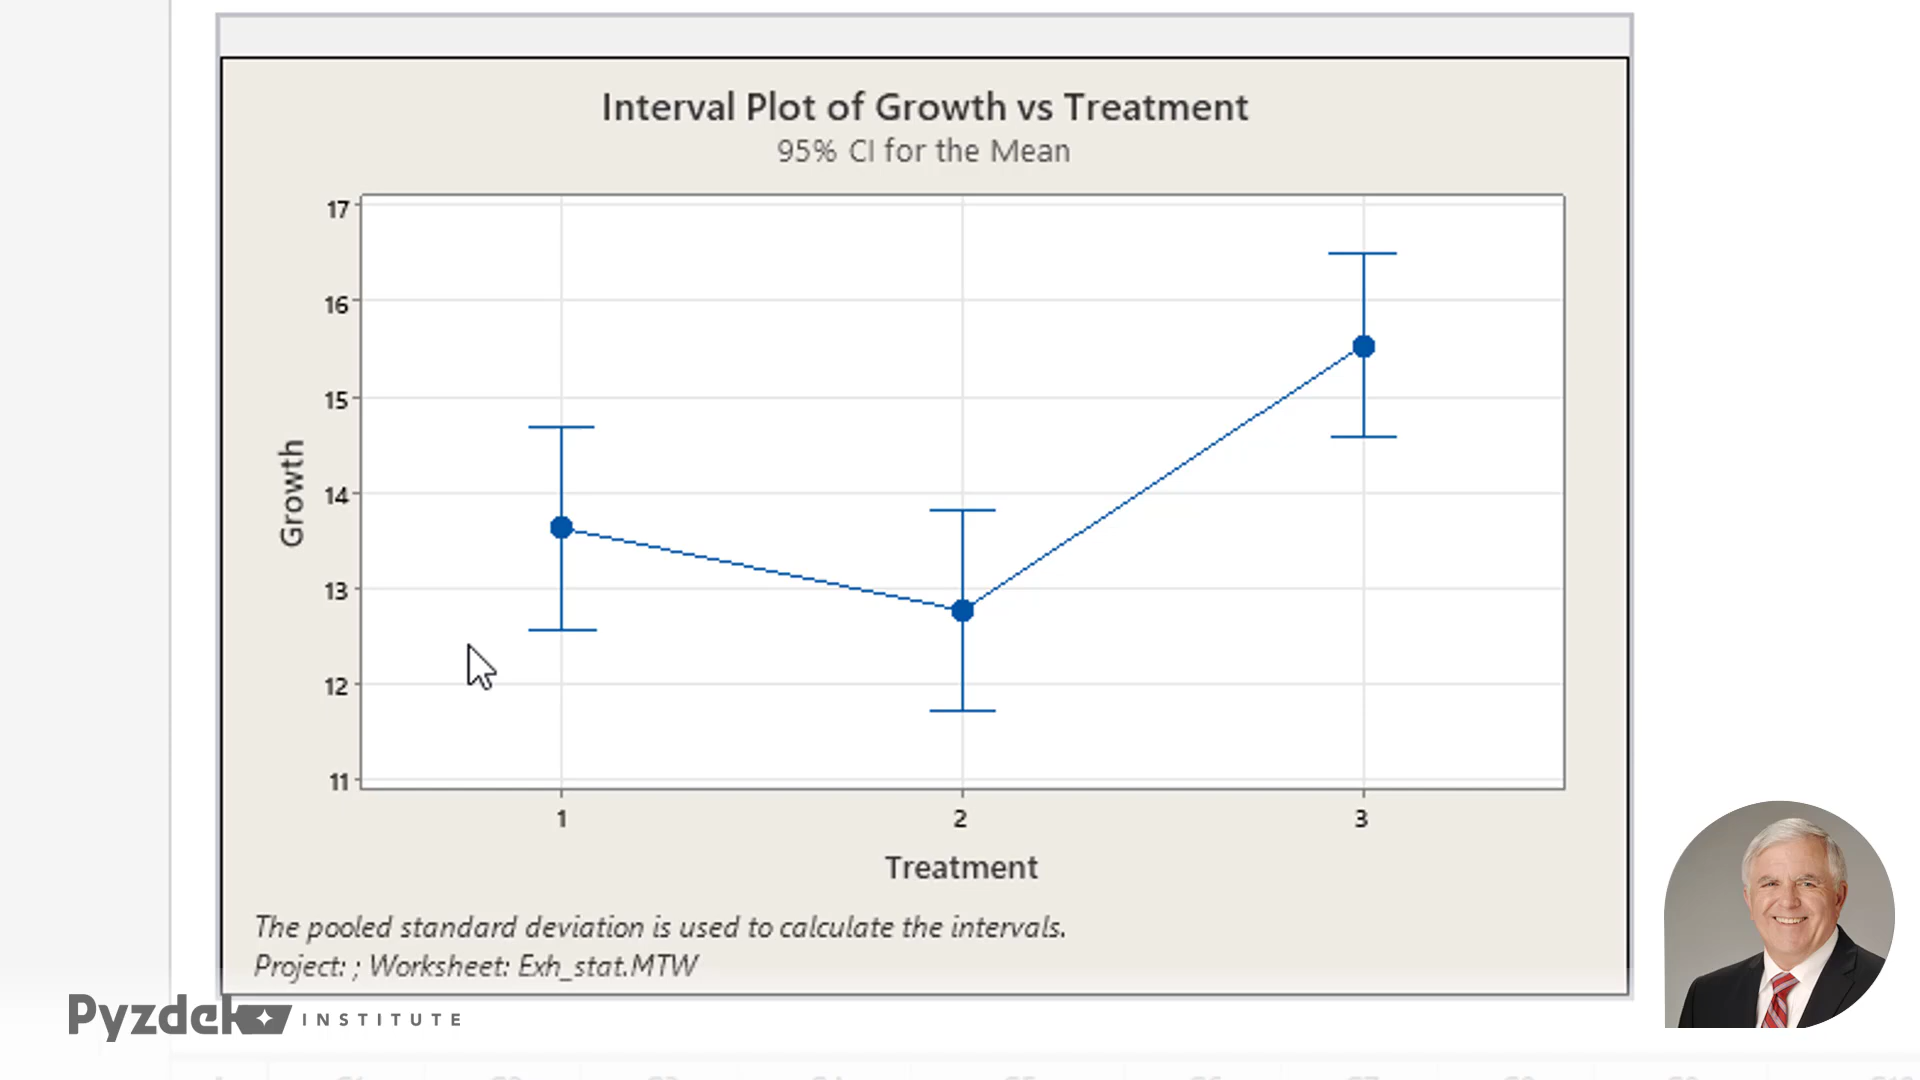 Interval Plot of Growth vs Treatment
95% CI for the Mean
17
16
15
14
13
12
11
Growth
1 2 3
Treatment
The pooled standard deviation is used to calculate the intervals.
Project: ; Worksheet: Exh_stat.MTW
Pyzdek INSTITUTE